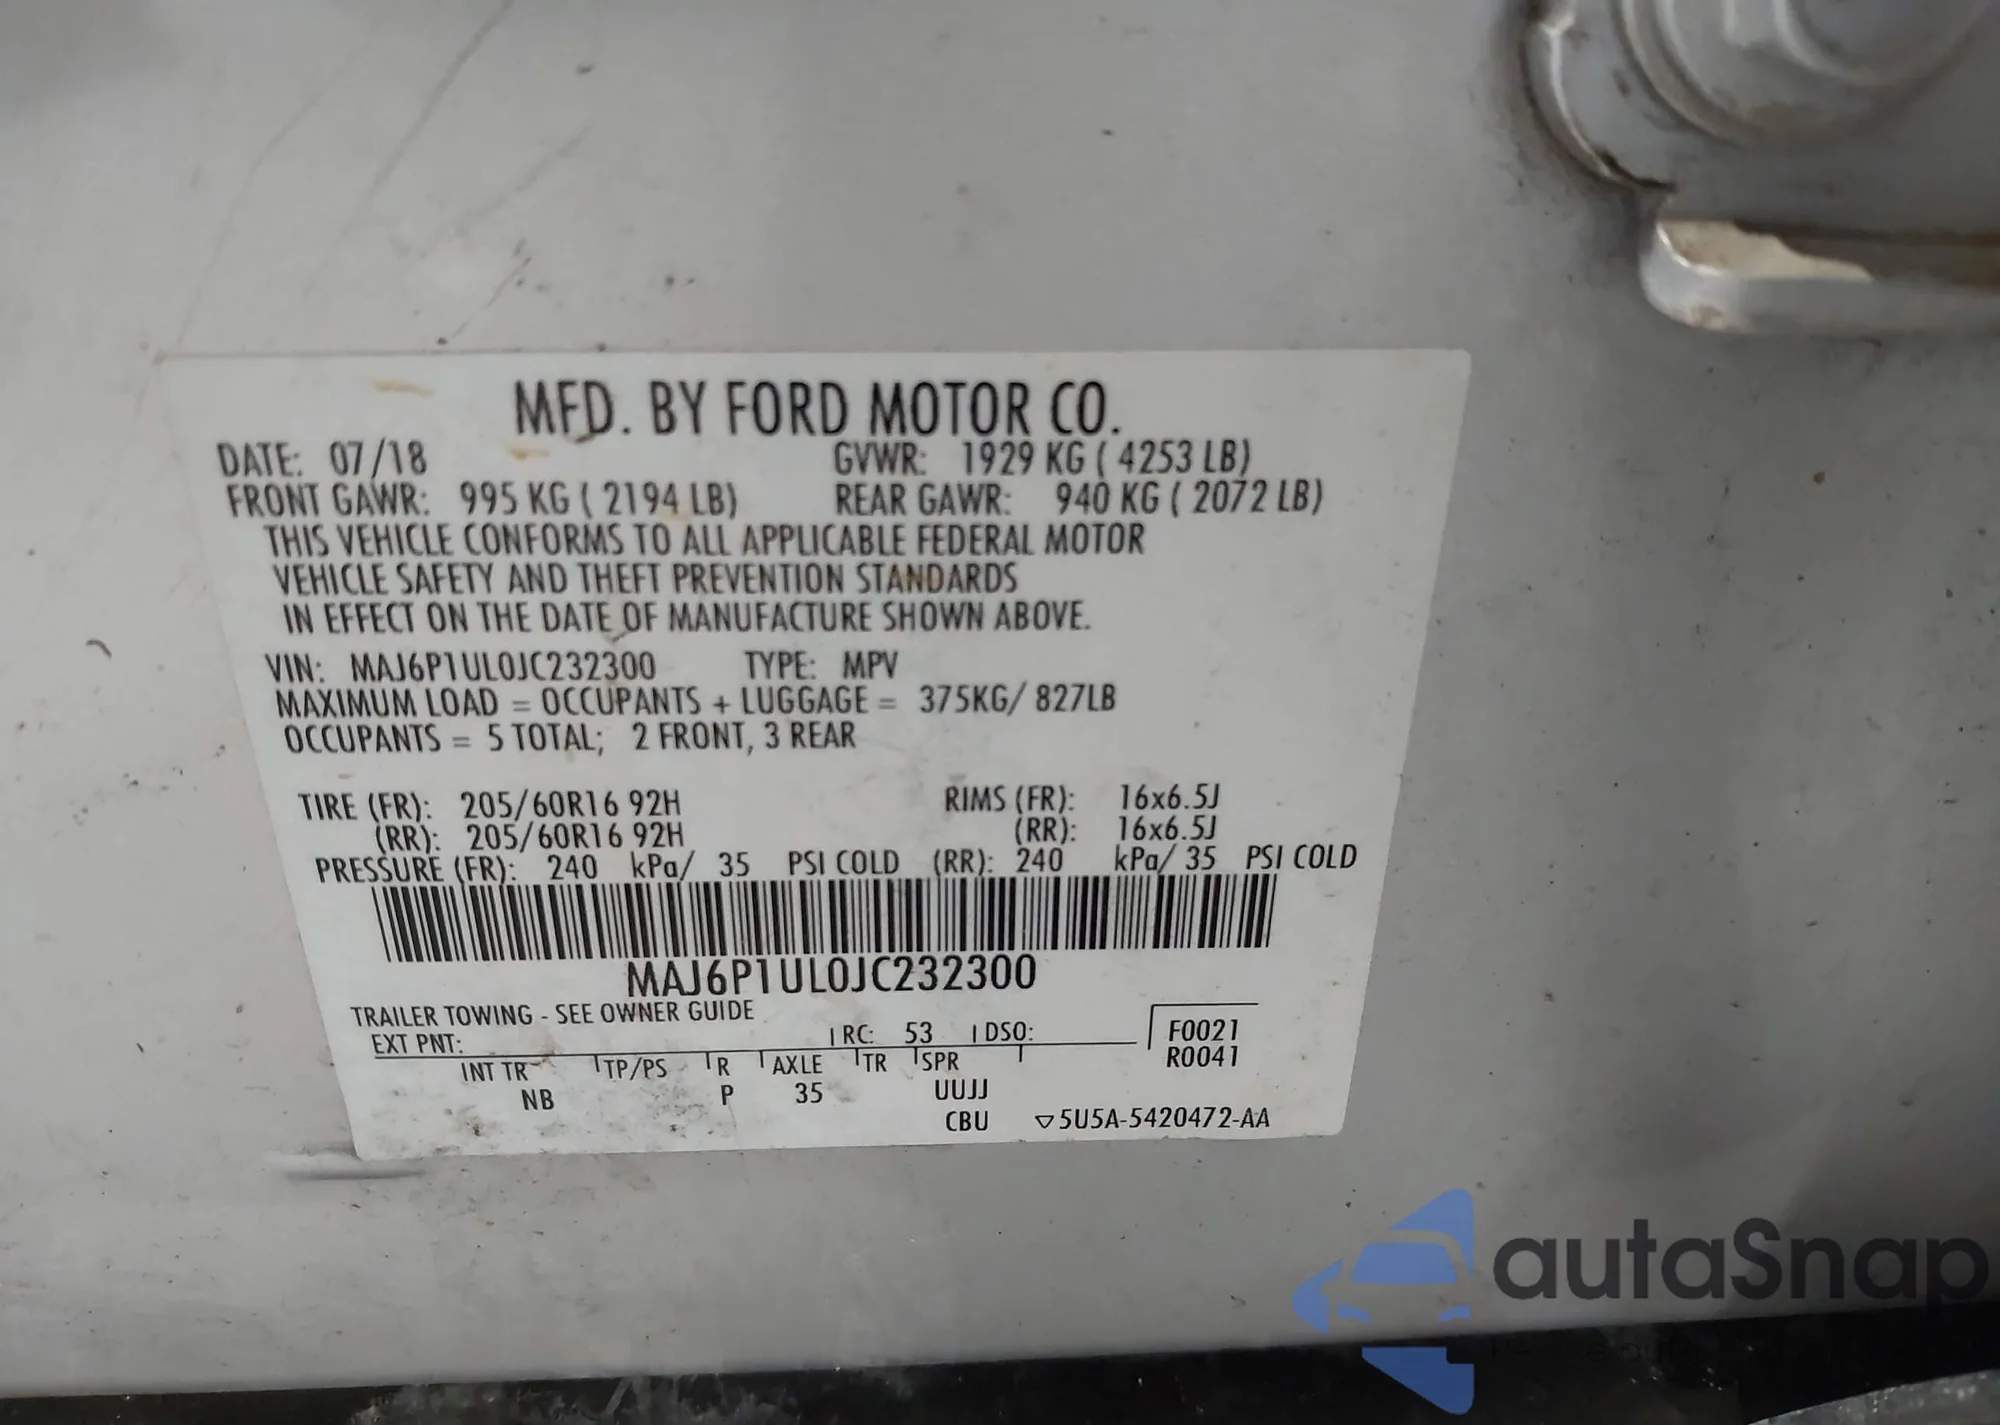 MFD. BY FORD MOTOR CO.
DATE: 07/18 GVWR: 1929 KG ( 4253 LB)
FRONT GAWR: 995 KG ( 2194 LB) REAR GAWR: 940 KG ( 2072 LB)
THIS VEHICLE CONFORMS TO ALL APPLICABLE FEDERAL MOTOR
VEHICLE SAFETY AND THEFT PREVENTION STANDARDS
IN EFFECT ON THE DATE OF MANUFACTURE SHOWN ABOVE.
VIN: MAJ6P1UL0JC232300 TYPE: MPV
MAXIMUM LOAD = OCCUPANTS + LUGGAGE = 375KG/ 827LB
OCCUPANTS = 5 TOTAL; 2 FRONT, 3 REAR
TIRE (FR): 205/60R16 92H RIMS (FR): 16x6.5J
(RR): 205/60R16 92H (RR): 16x6.5J
PRESSURE (FR): 240 kPa/ 35 PSI COLD (RR): 240 kPa/ 35 PSI COLD
MAJ6P1UL0JC232300
TRAILER TOWING - SEE OWNER GUIDE
EXT PNT: RC: 53 DSO: F0021
R0041
INT TR TP/PS R AXLE TR SPR
NB P 35 UUJJ
CBU ▽5U5A-5420472-AA
autaSnap